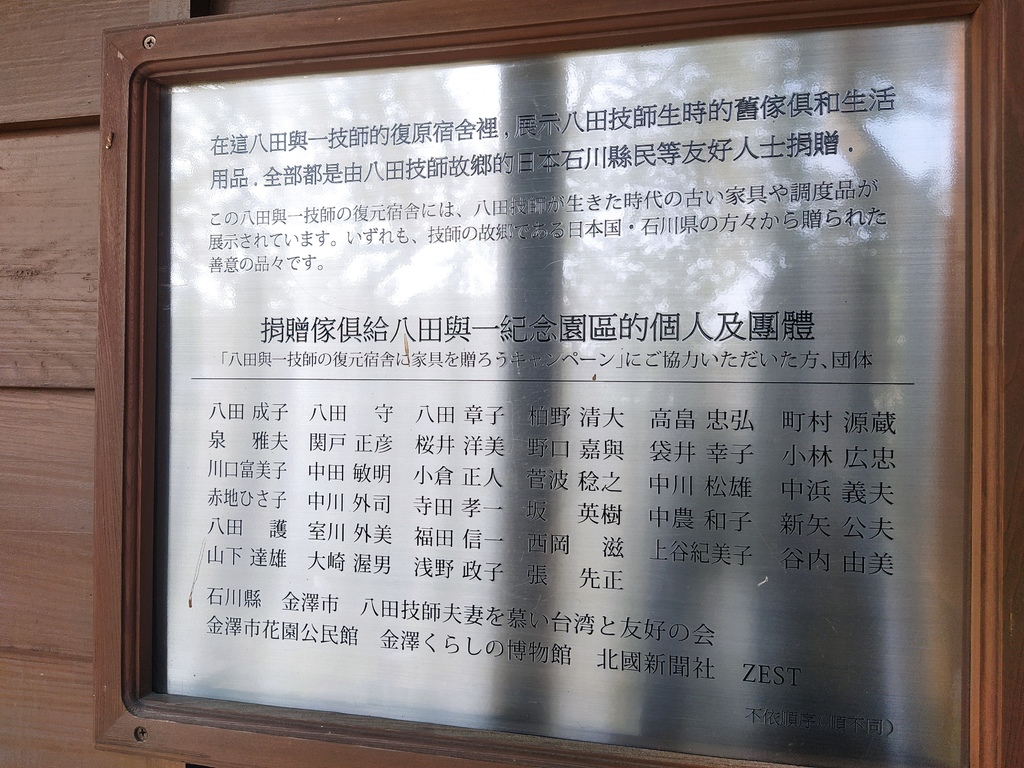 在這八田與一技師的復原宿舍裡，展示八田技師生時的舊傢俱和生活
用品．全部都是由八田技師故鄉的日本石川縣民等友好人士捐贈．
この八田與一技師の復元宿舎には、八田技師が生きた時代の古い家具や調度品が
展示されています。いずれも、技師の故郷である日本国・石川県の方々から贈られた
善意の品々です。
捐贈傢俱給八田與一紀念園區的個人及團體
「八田與一技師の復元宿舎に家具を贈ろうキャンペーン」にご協力いただいた方、団体
八田 成子 八田 守 八田 章子 柏野 清大 高畠 忠弘 町村 源蔵
泉 雅夫 関戸 正彦 桜井 洋美 野口 嘉與 袋井 幸子 小林 広忠
川口富美子 中田 敏明 小倉 正人 菅波 稔之 中川 松雄 中浜 義夫
赤地ひさ子 中川 外司 寺田 孝一 坂 英樹 中農 和子 新矢 公夫
八田 護 室川 外美 福田 信一 西岡 滋 上谷紀美子 谷内 由美
山下 達雄 大崎 渥男 浅野 政子 張 先正
石川縣 金澤市 八田技師夫妻を慕い台湾と友好の会
金澤市花園公民館 金澤くらしの博物館 北國新聞社 ZEST
不依順序(順下同)